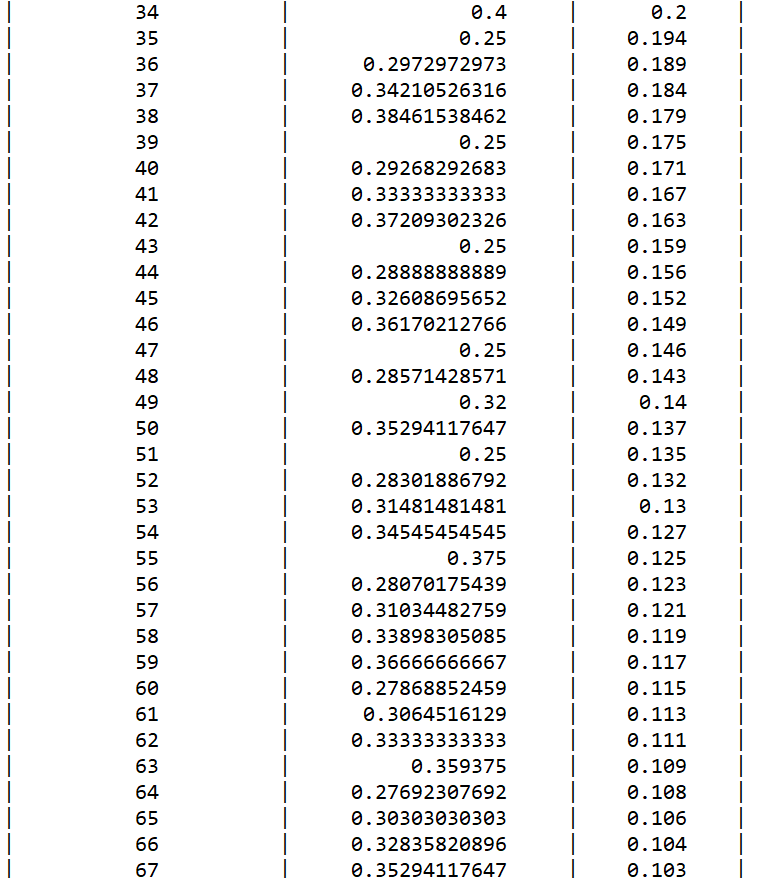 | 34 | 0.4 | 0.2 |
| 35 | 0.25 | 0.194 |
| 36 | 0.2972972973 | 0.189 |
| 37 | 0.34210526316 | 0.184 |
| 38 | 0.38461538462 | 0.179 |
| 39 | 0.25 | 0.175 |
| 40 | 0.29268292683 | 0.171 |
| 41 | 0.33333333333 | 0.167 |
| 42 | 0.37209302326 | 0.163 |
| 43 | 0.25 | 0.159 |
| 44 | 0.28888888889 | 0.156 |
| 45 | 0.32608695652 | 0.152 |
| 46 | 0.36170212766 | 0.149 |
| 47 | 0.25 | 0.146 |
| 48 | 0.28571428571 | 0.143 |
| 49 | 0.32 | 0.14 |
| 50 | 0.35294117647 | 0.137 |
| 51 | 0.25 | 0.135 |
| 52 | 0.28301886792 | 0.132 |
| 53 | 0.31481481481 | 0.13 |
| 54 | 0.34545454545 | 0.127 |
| 55 | 0.375 | 0.125 |
| 56 | 0.28070175439 | 0.123 |
| 57 | 0.31034482759 | 0.121 |
| 58 | 0.33898305085 | 0.119 |
| 59 | 0.36666666667 | 0.117 |
| 60 | 0.27868852459 | 0.115 |
| 61 | 0.3064516129 | 0.113 |
| 62 | 0.33333333333 | 0.111 |
| 63 | 0.359375 | 0.109 |
| 64 | 0.27692307692 | 0.108 |
| 65 | 0.30303030303 | 0.106 |
| 66 | 0.32835820896 | 0.104 |
| 67 | 0.35294117647 | 0.103 |